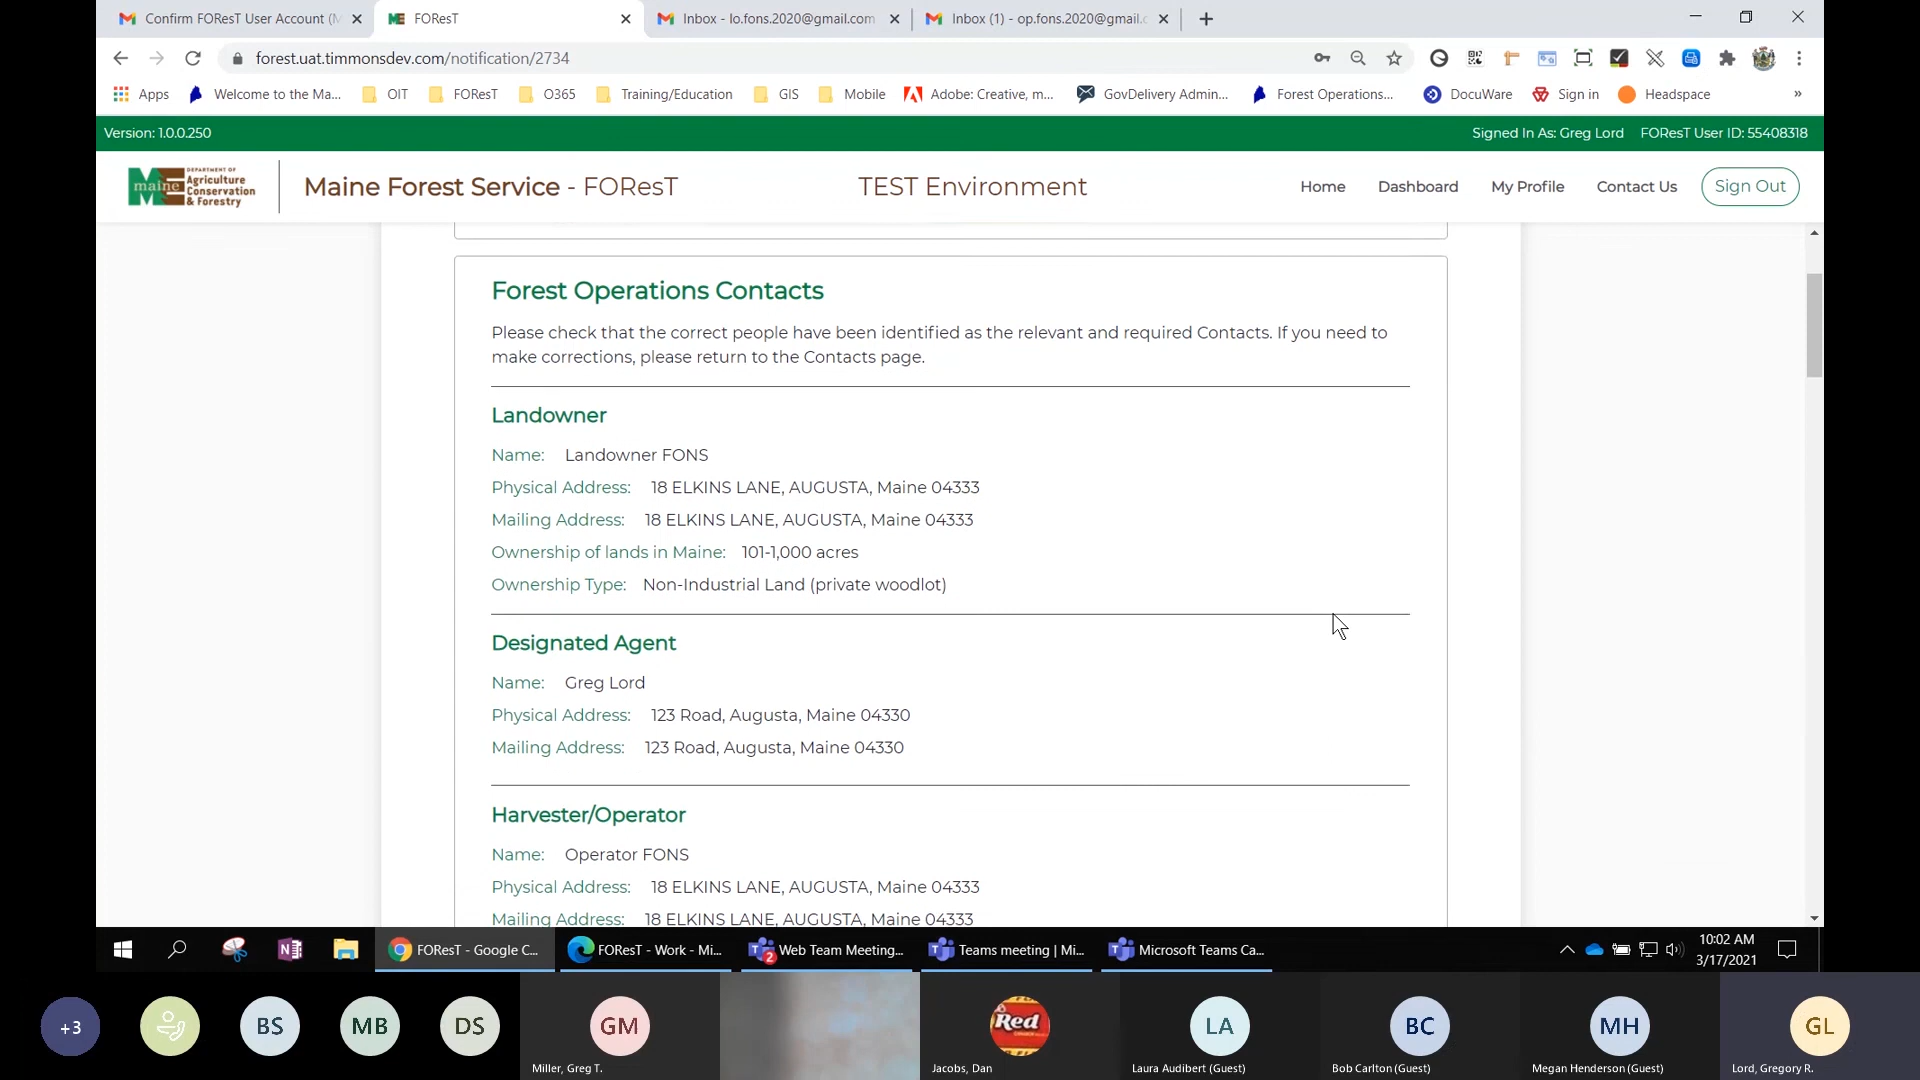 Confirm FOResT User Account (M
FOResT
Inbox - lo.fons.2020@gmail.com
Inbox (1) - op.fons.2020@gmail.c
forest.uat.timmonsdev.com/notification/2734
Apps
Welcome to the Ma...
OIT
FOResT
O365
Training/Education
GIS
Mobile
Adobe: Creative, m...
GovDelivery Admin...
Forest Operations...
DocuWare
Sign in
Headspace
»
Version: 1.0.0.250
Signed In As: Greg Lord
FOResT User ID: 55408318
maine
DEPARTMENT OF
Agriculture
Conservation
& Forestry
Maine Forest Service - FOResT
TEST Environment
Home
Dashboard
My Profile
Contact Us
Sign Out
Forest Operations Contacts
Please check that the correct people have been identified as the relevant and required Contacts. If you need to
make corrections, please return to the Contacts page.
Landowner
Name: Landowner FONS
Physical Address: 18 ELKINS LANE, AUGUSTA, Maine 04333
Mailing Address: 18 ELKINS LANE, AUGUSTA, Maine 04333
Ownership of lands in Maine: 101-1,000 acres
Ownership Type: Non-Industrial Land (private woodlot)
Designated Agent
Name: Greg Lord
Physical Address: 123 Road, Augusta, Maine 04330
Mailing Address: 123 Road, Augusta, Maine 04330
Harvester/Operator
Name: Operator FONS
Physical Address: 18 ELKINS LANE, AUGUSTA, Maine 04333
Mailing Address: 18 ELKINS LANE, AUGUSTA, Maine 04333
FOResT - Google C...
FOResT - Work - Mi...
2
Web Team Meeting...
Teams meeting | Mi...
Microsoft Teams Ca...
10:02 AM
3/17/2021
+3
BS
MB
DS
GM
Miller, Greg T.
Red
Jacobs, Dan
LA
Laura Audibert (Guest)
BC
Bob Carlton (Guest)
MH
Megan Henderson (Guest)
GL
Lord, Gregory R.